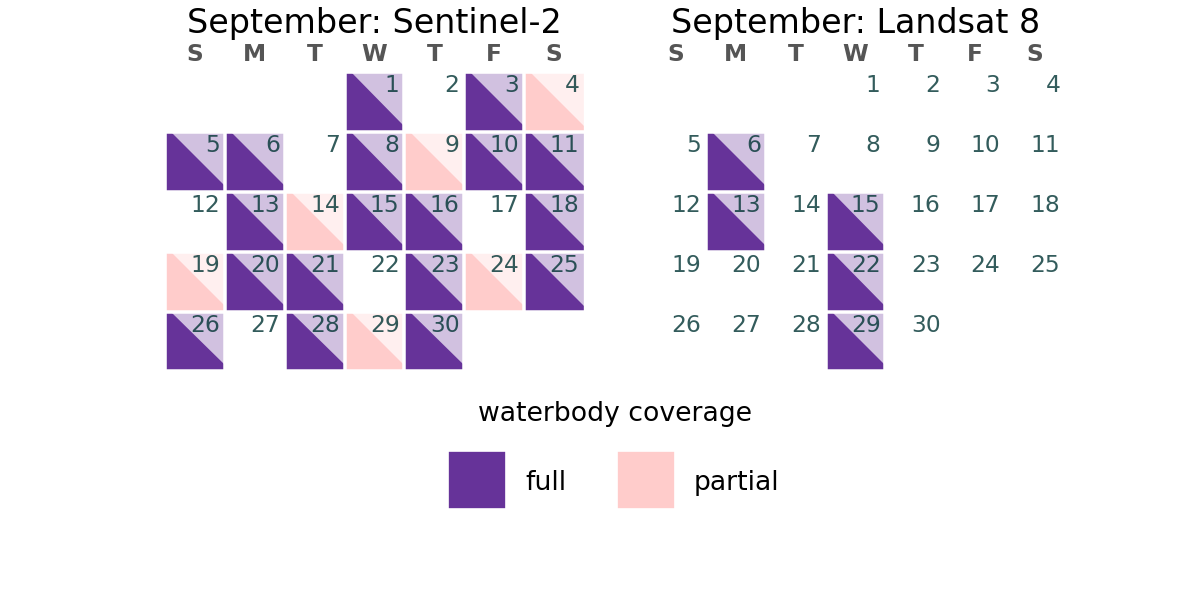 September: Sentinel-2
S M T W T F S
1 2 3 4
5 6 7 8 9 10 11
12 13 14 15 16 17 18
19 20 21 22 23 24 25
26 27 28 29 30
September: Landsat 8
S M T W T F S
1 2 3 4
5 6 7 8 9 10 11
12 13 14 15 16 17 18
19 20 21 22 23 24 25
26 27 28 29 30
waterbody coverage
full
partial